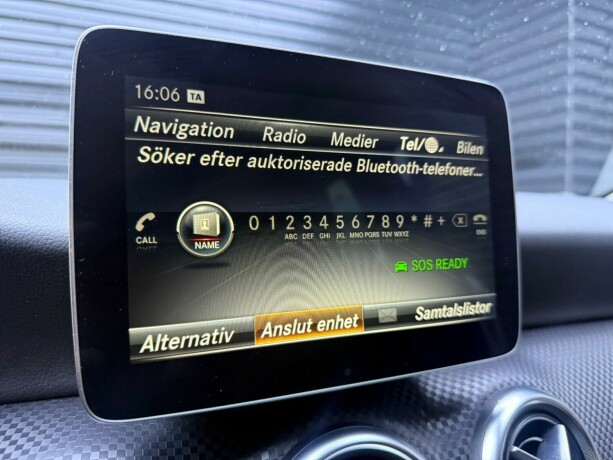 16:06 TA
Navigation Radio Medier Tel/ Bilen
Söker efter auktoriserade Bluetooth-telefoner...
0 1 2 3 4 5 6 7 8 9 * # +
CALL NAME ABC DEF GHI JKL MNO PQRS TUV WXYZ END
SOS READY
Alternativ Anslut enhet Samtalslistor